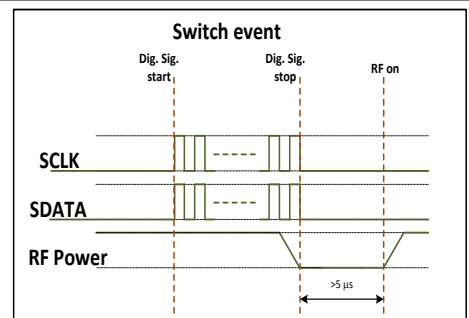 Switch event
Dig. Sig.
start
Dig. Sig.
stop
RF on
SCLK
SDATA
RF Power
>5 µs